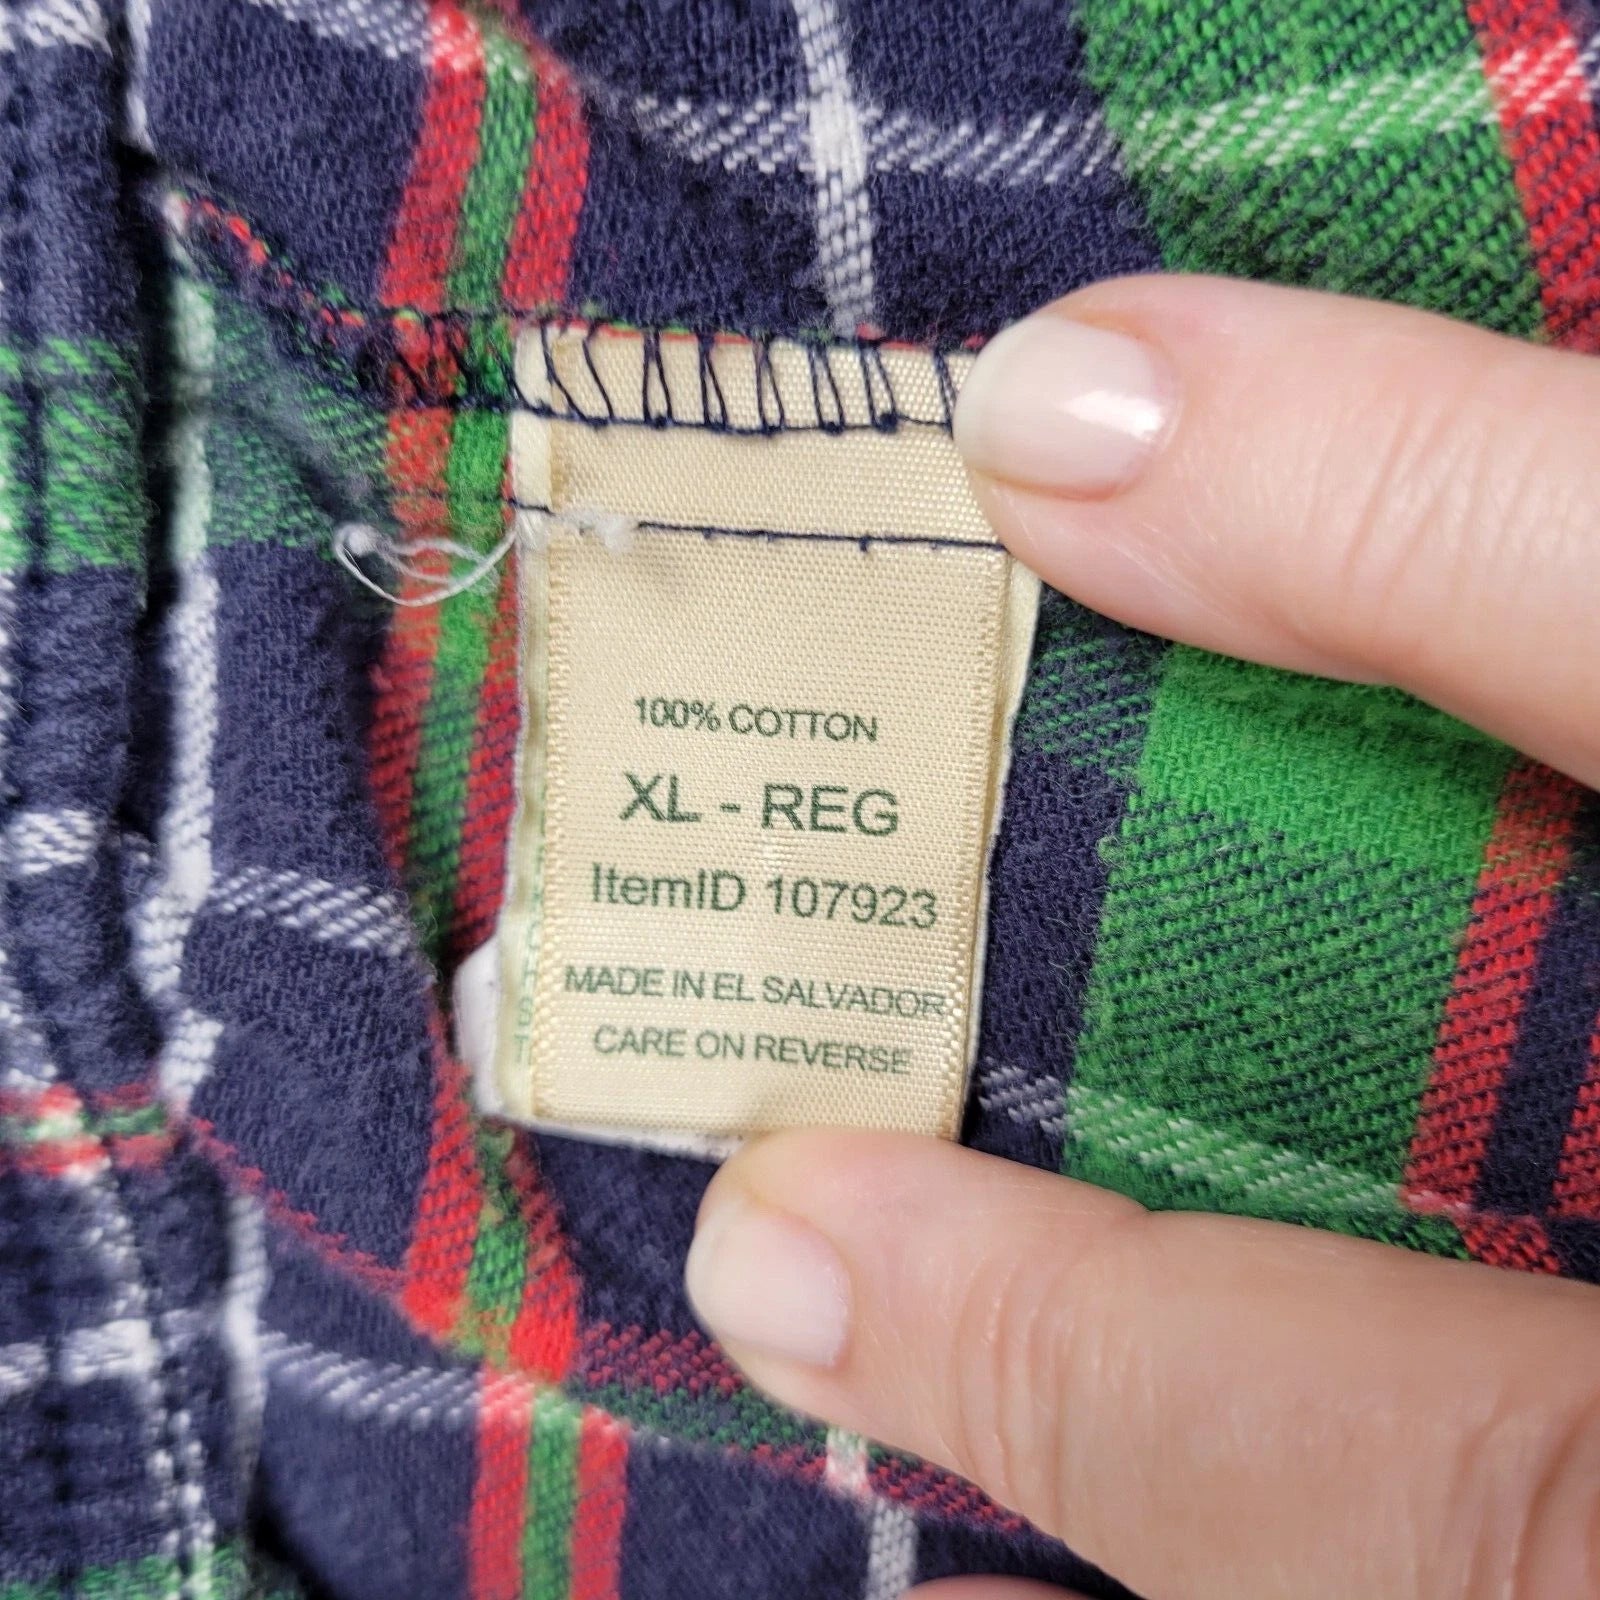 100% COTTON
XL - REG
ItemID 107923
MADE IN EL SALVADOR
CARE ON REVERSE